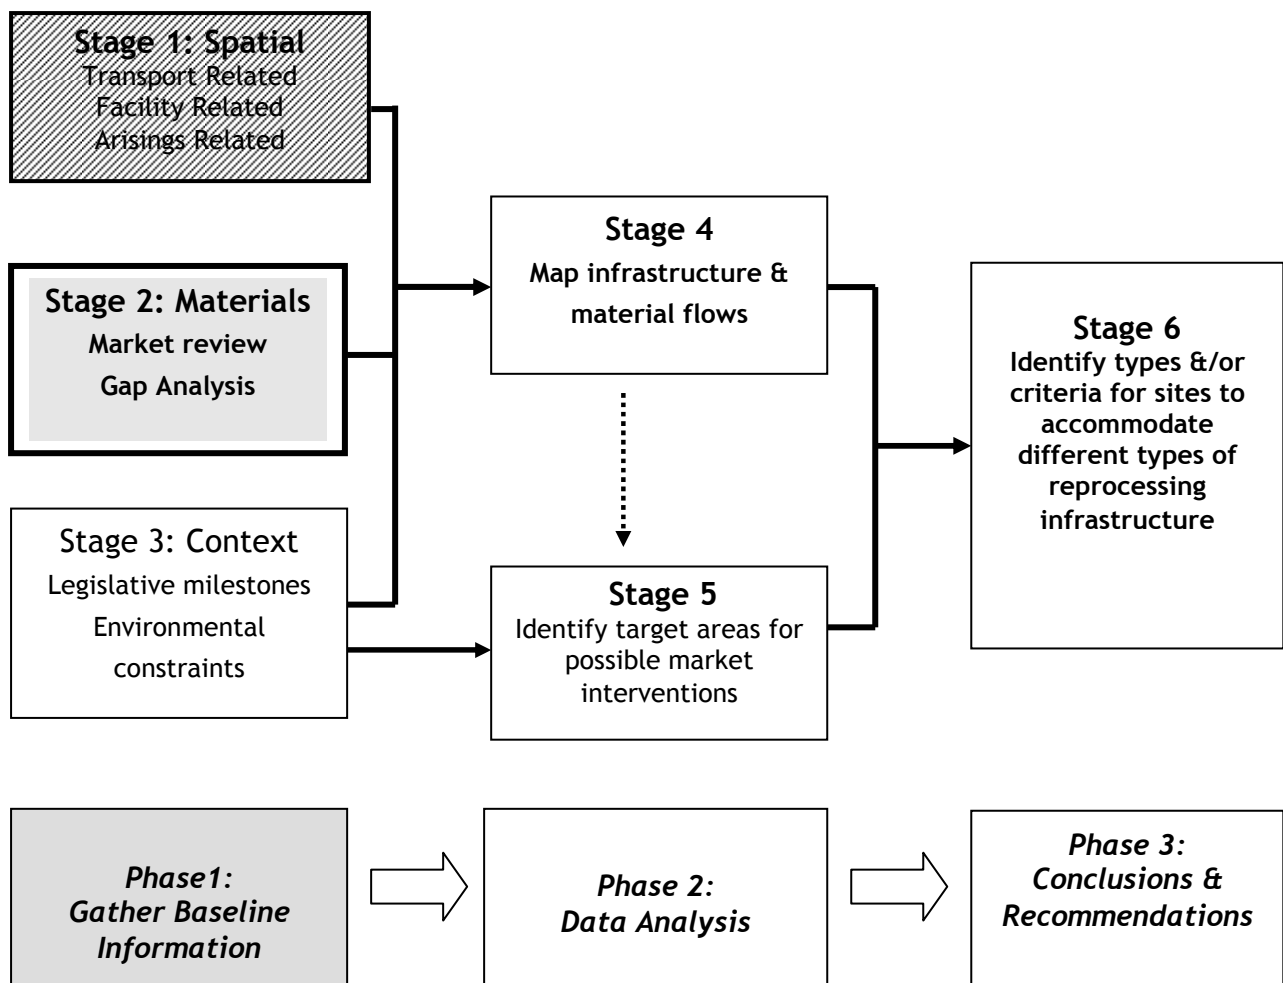 Stage 1: Spatial
Transport Related
Facility Related
Arisings Related
Stage 2: Materials
Market review
Gap Analysis
Stage 3: Context
Legislative milestones
Environmental
constraints
Stage 4
Map infrastructure &
material flows
Stage 5
Identify target areas for
possible market
interventions
Stage 6
Identify types &/or
criteria for sites to
accommodate
different types of
reprocessing
infrastructure
Phase1:
Gather Baseline
Information
Phase 2:
Data Analysis
Phase 3:
Conclusions &
Recommendations